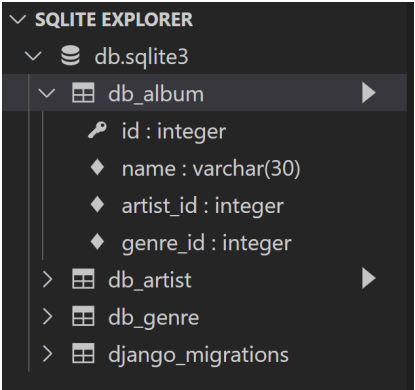 SQLITE EXPLORER
db.sqlite3
db_album
id : integer
name : varchar(30)
artist_id : integer
genre_id : integer
db_artist
db_genre
django_migrations